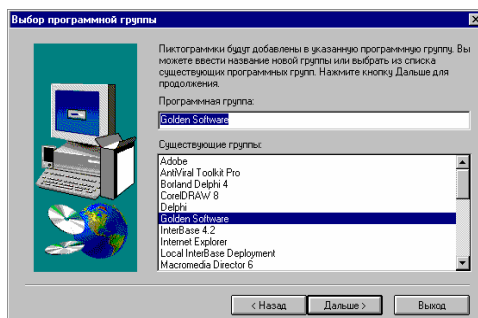 Выбор программной группы
Пиктограммки будут добавлены в указанную программную группу. Вы
можете ввести название новой группы или выбрать из списка
существующих программных групп. Нажмите кнопку Дальше для
продолжения.
Программная группа:
Golden Software
Существующие группы:
Adobe
AntiViral Toolkit Pro
Borland Delphi 4
CorelDRAW 8
Delphi
Golden Software
InterBase 4.2
Internet Explorer
Local InterBase Deployment
Macromedia Director 6
< Назад
Дальше >
Выход